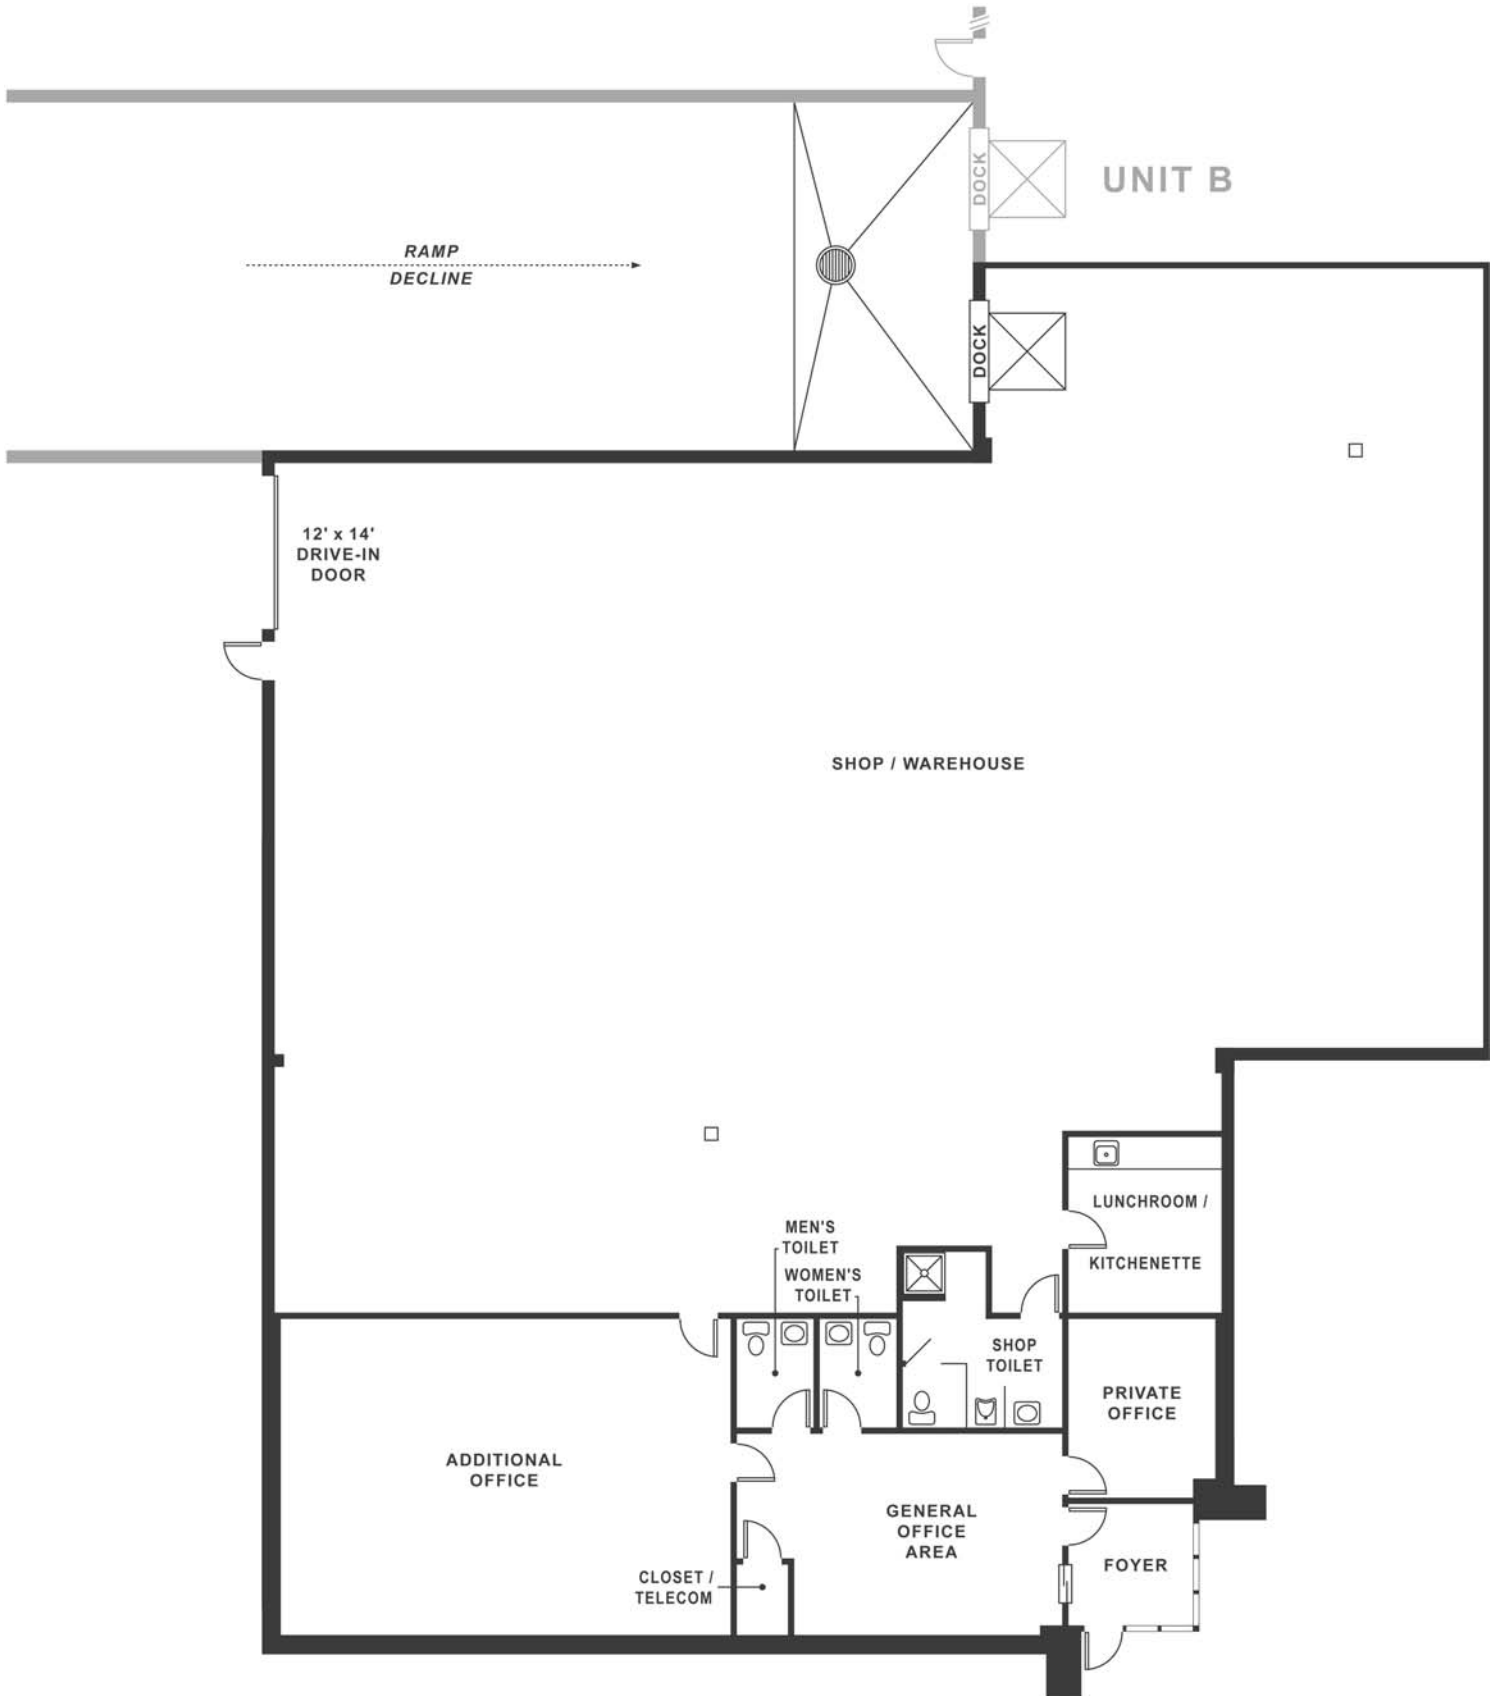 DOCK
UNIT B
RAMP
DECLINE
DOCK
12' x 14'
DRIVE-IN
DOOR
SHOP / WAREHOUSE
LUNCHROOM /
KITCHENETTE
MEN'S
TOILET
WOMEN'S
TOILET
SHOP
TOILET
PRIVATE
OFFICE
ADDITIONAL
OFFICE
GENERAL
OFFICE
AREA
FOYER
CLOSET /
TELECOM